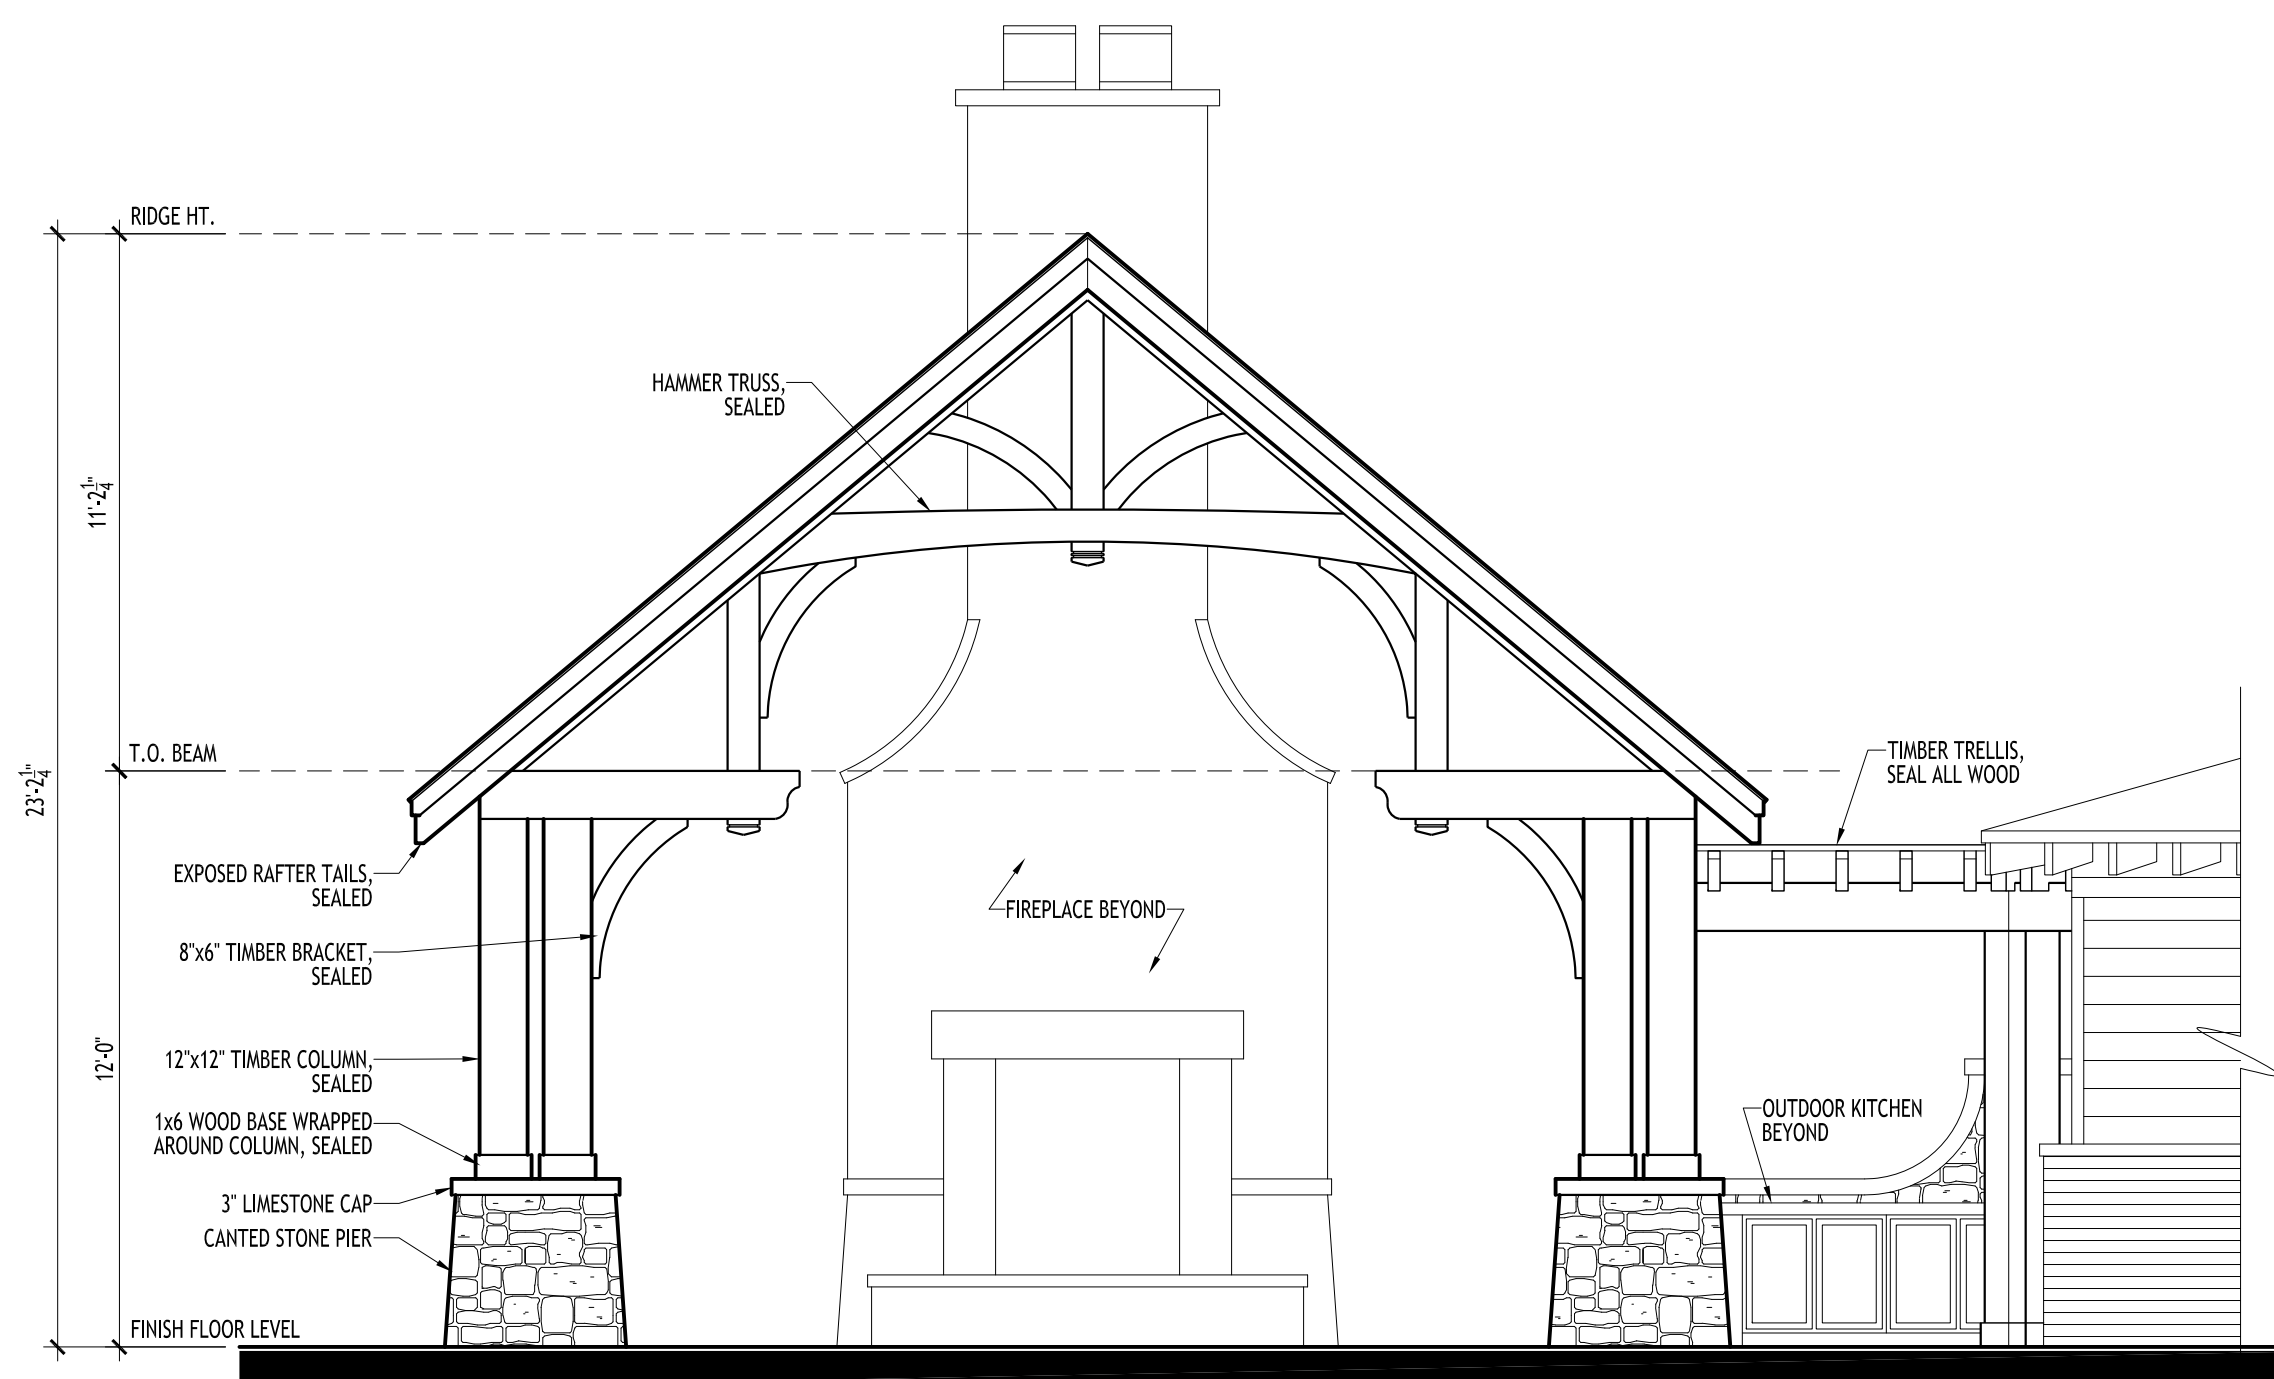 RIDGE HT.
HAMMER TRUSS,
SEALED
11'-2 1/4"
23'-2 1/4"
T.O. BEAM
TIMBER TRELLIS,
SEAL ALL WOOD
EXPOSED RAFTER TAILS,
SEALED
FIREPLACE BEYOND
8"x6" TIMBER BRACKET,
SEALED
12'-0"
12"x12" TIMBER COLUMN,
SEALED
1x6 WOOD BASE WRAPPED
AROUND COLUMN, SEALED
OUTDOOR KITCHEN
BEYOND
3" LIMESTONE CAP
CANTED STONE PIER
FINISH FLOOR LEVEL